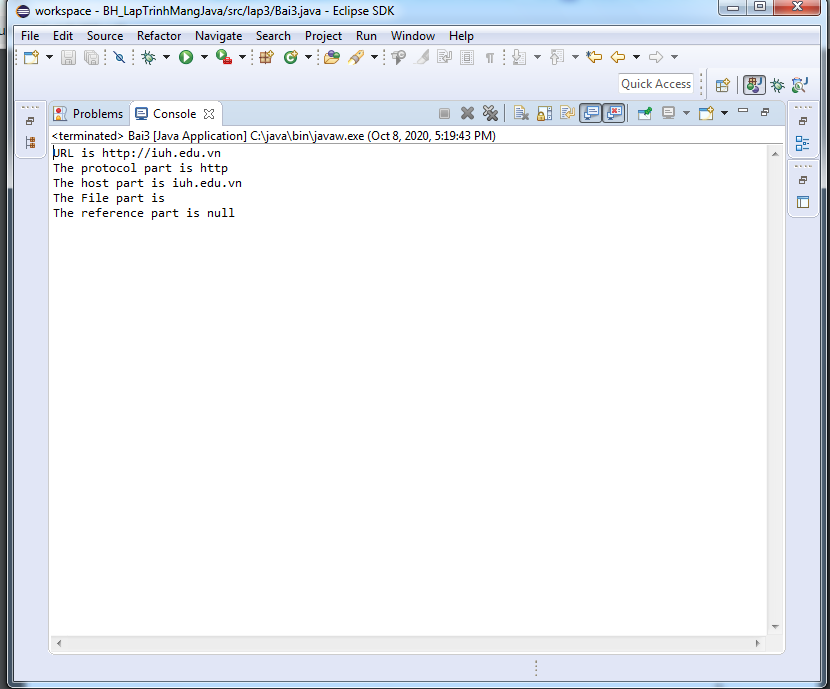 workspace - BH_LapTrinhMangJava/src/lap3/Bai3.java - Eclipse SDK
File Edit Source Refactor Navigate Search Project Run Window Help
Quick Access
Problems Console
<terminated> Bai3 [Java Application] C:\java\bin\javaw.exe (Oct 8, 2020, 5:19:43 PM)
URL is http://iuh.edu.vn
The protocol part is http
The host part is iuh.edu.vn
The File part is
The reference part is null